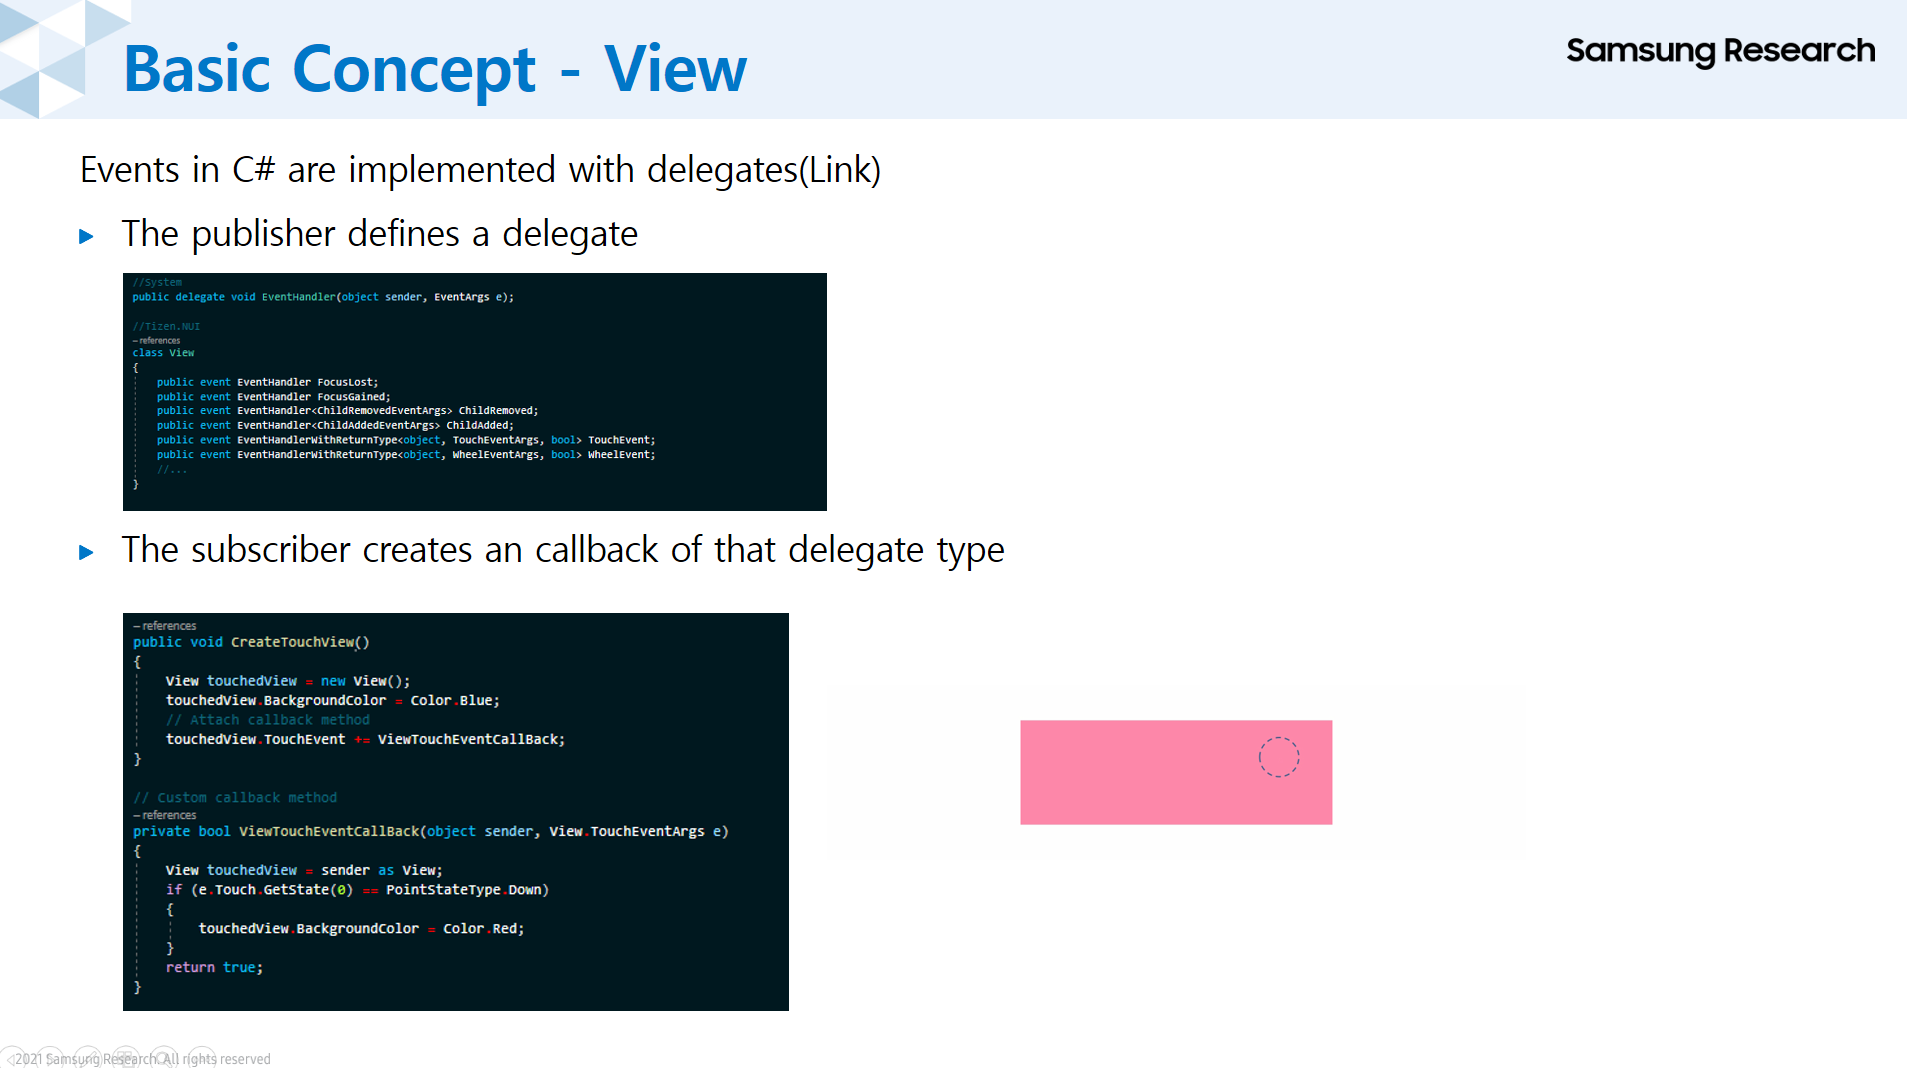 Basic Concept - View
Samsung Research
Events in C# are implemented with delegates(Link)
The publisher defines a delegate
//System
public delegate void EventHandler(object sender, EventArgs e);
//Tizen.NUI
– references
class View
{
public event EventHandler FocusLost;
public event EventHandler FocusGained;
public event EventHandler<ChildRemovedEventArgs> ChildRemoved;
public event EventHandler<ChildAddedEventArgs> ChildAdded;
public event EventHandlerWithReturnType<object, TouchEventArgs, bool> TouchEvent;
public event EventHandlerWithReturnType<object, WheelEventArgs, bool> WheelEvent;
//...
}
The subscriber creates an callback of that delegate type
– references
public void CreateTouchView()
{
View touchedView = new View();
touchedView.BackgroundColor = Color.Blue;
// Attach callback method
touchedView.TouchEvent += ViewTouchEventCallBack;
}
// Custom callback method
– references
private bool ViewTouchEventCallBack(object sender, View.TouchEventArgs e)
{
View touchedView = sender as View;
if (e.Touch.GetState(0) == PointStateType.Down)
{
touchedView.BackgroundColor = Color.Red;
}
return true;
}
2021 Samsung Research. All rights reserved